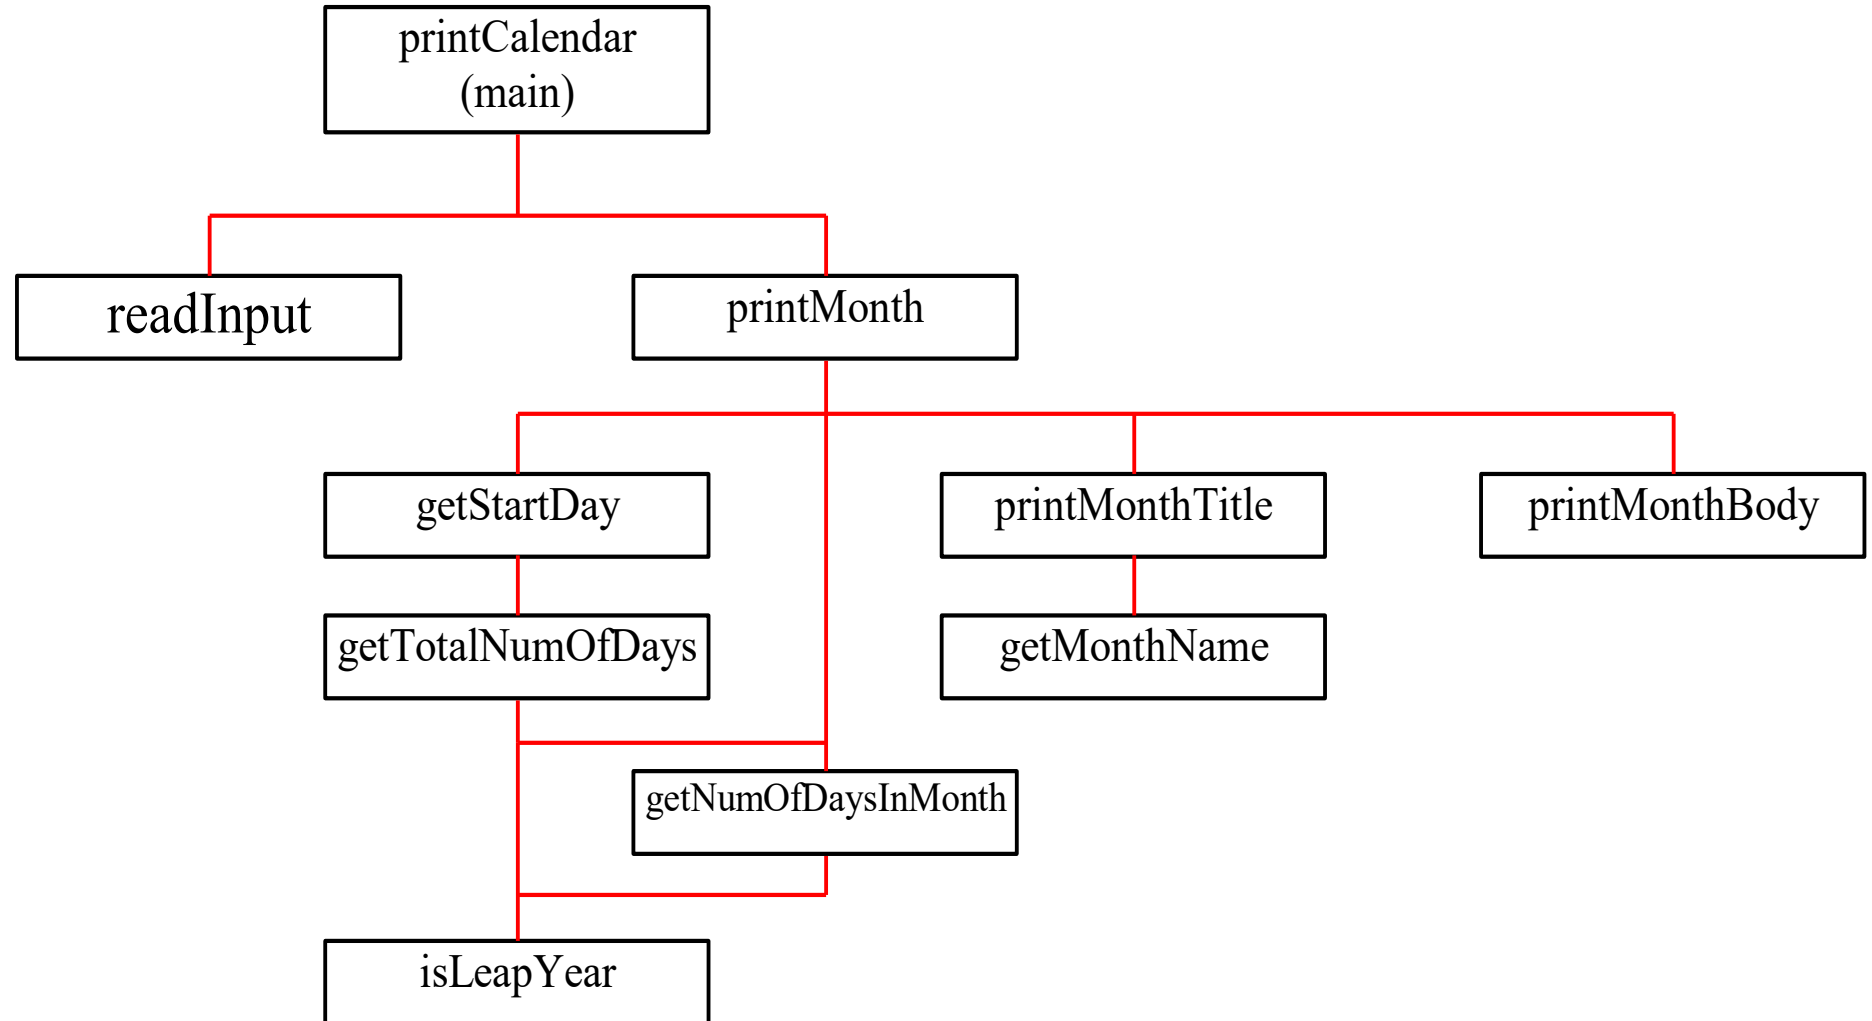 printCalendar
(main)
readInput
printMonth
getStartDay
printMonthTitle
printMonthBody
getTotalNumOfDays
getMonthName
getNumOfDaysInMonth
isLeapYear